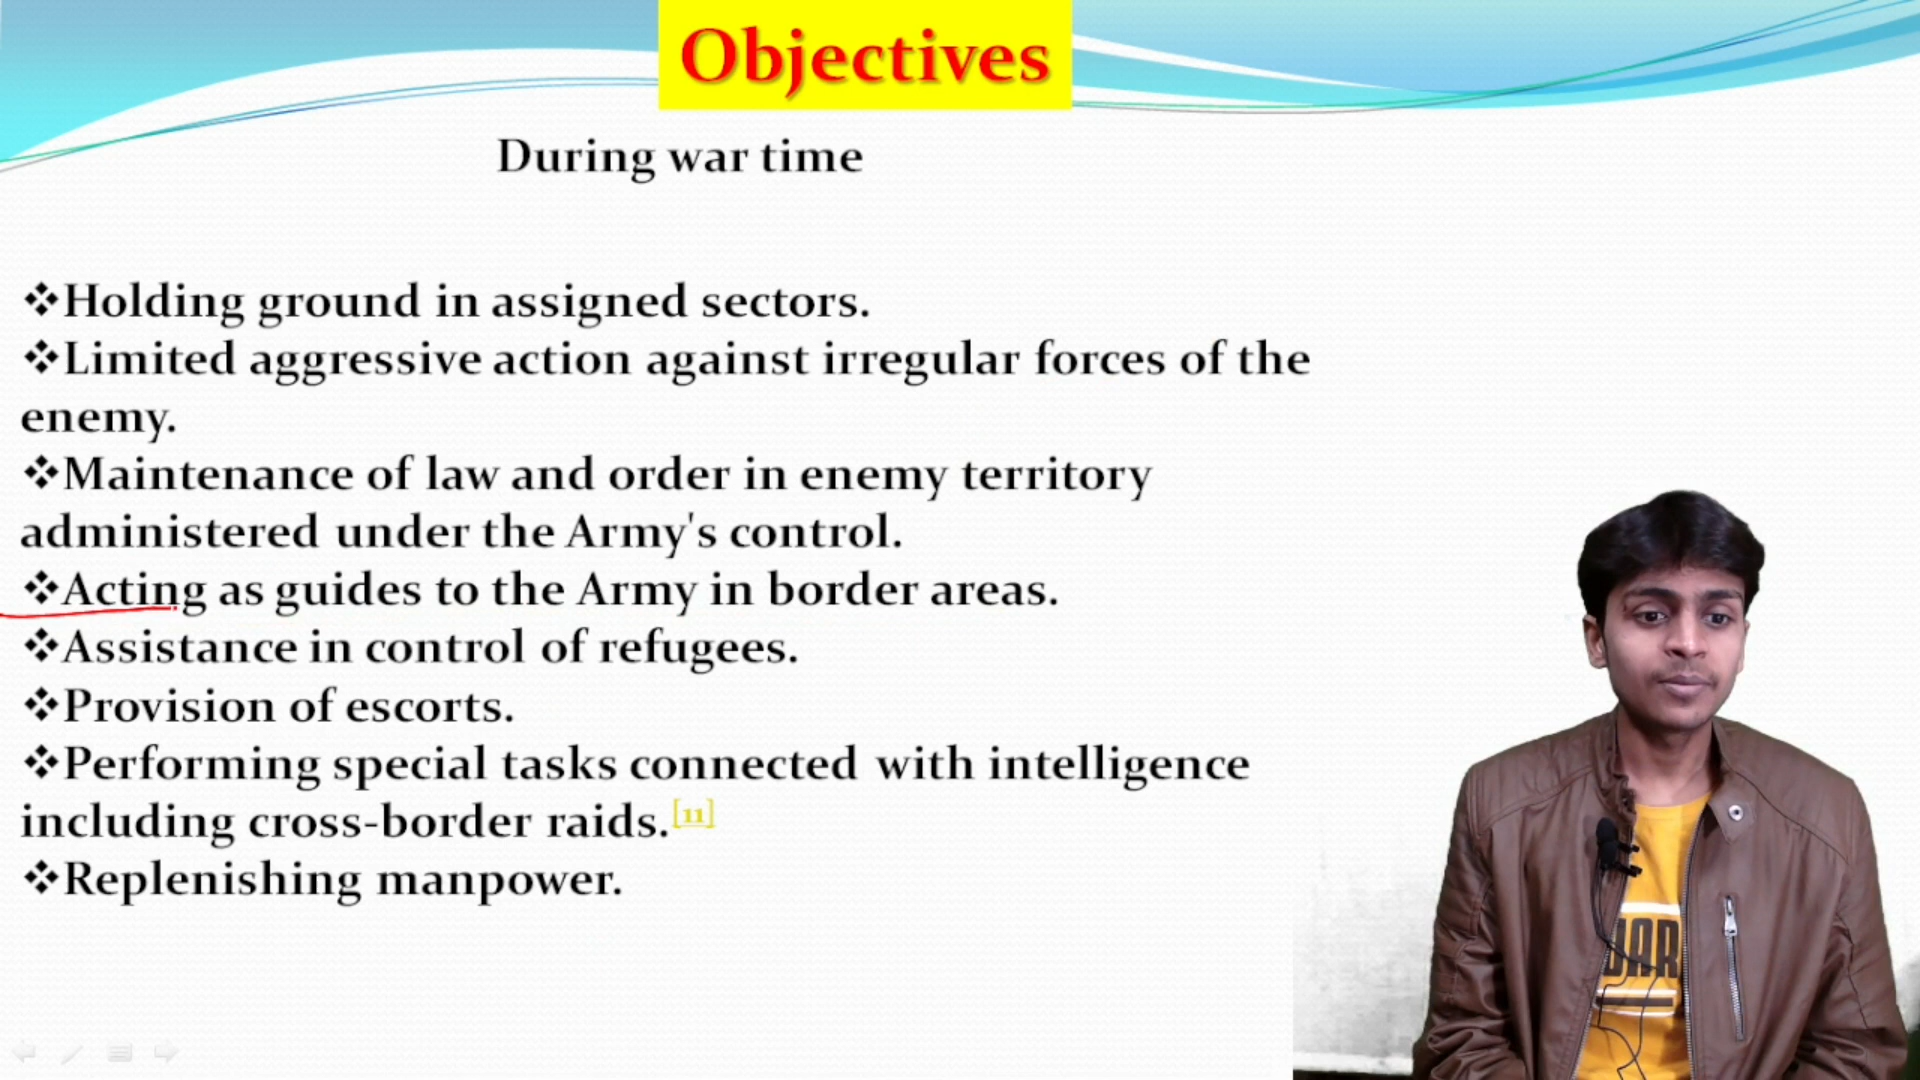 Objectives
During war time
❖Holding ground in assigned sectors.
❖Limited aggressive action against irregular forces of the
enemy.
❖Maintenance of law and order in enemy territory
administered under the Army's control.
❖Acting as guides to the Army in border areas.
❖Assistance in control of refugees.
❖Provision of escorts.
❖Performing special tasks connected with intelligence
including cross-border raids.[11]
❖Replenishing manpower.